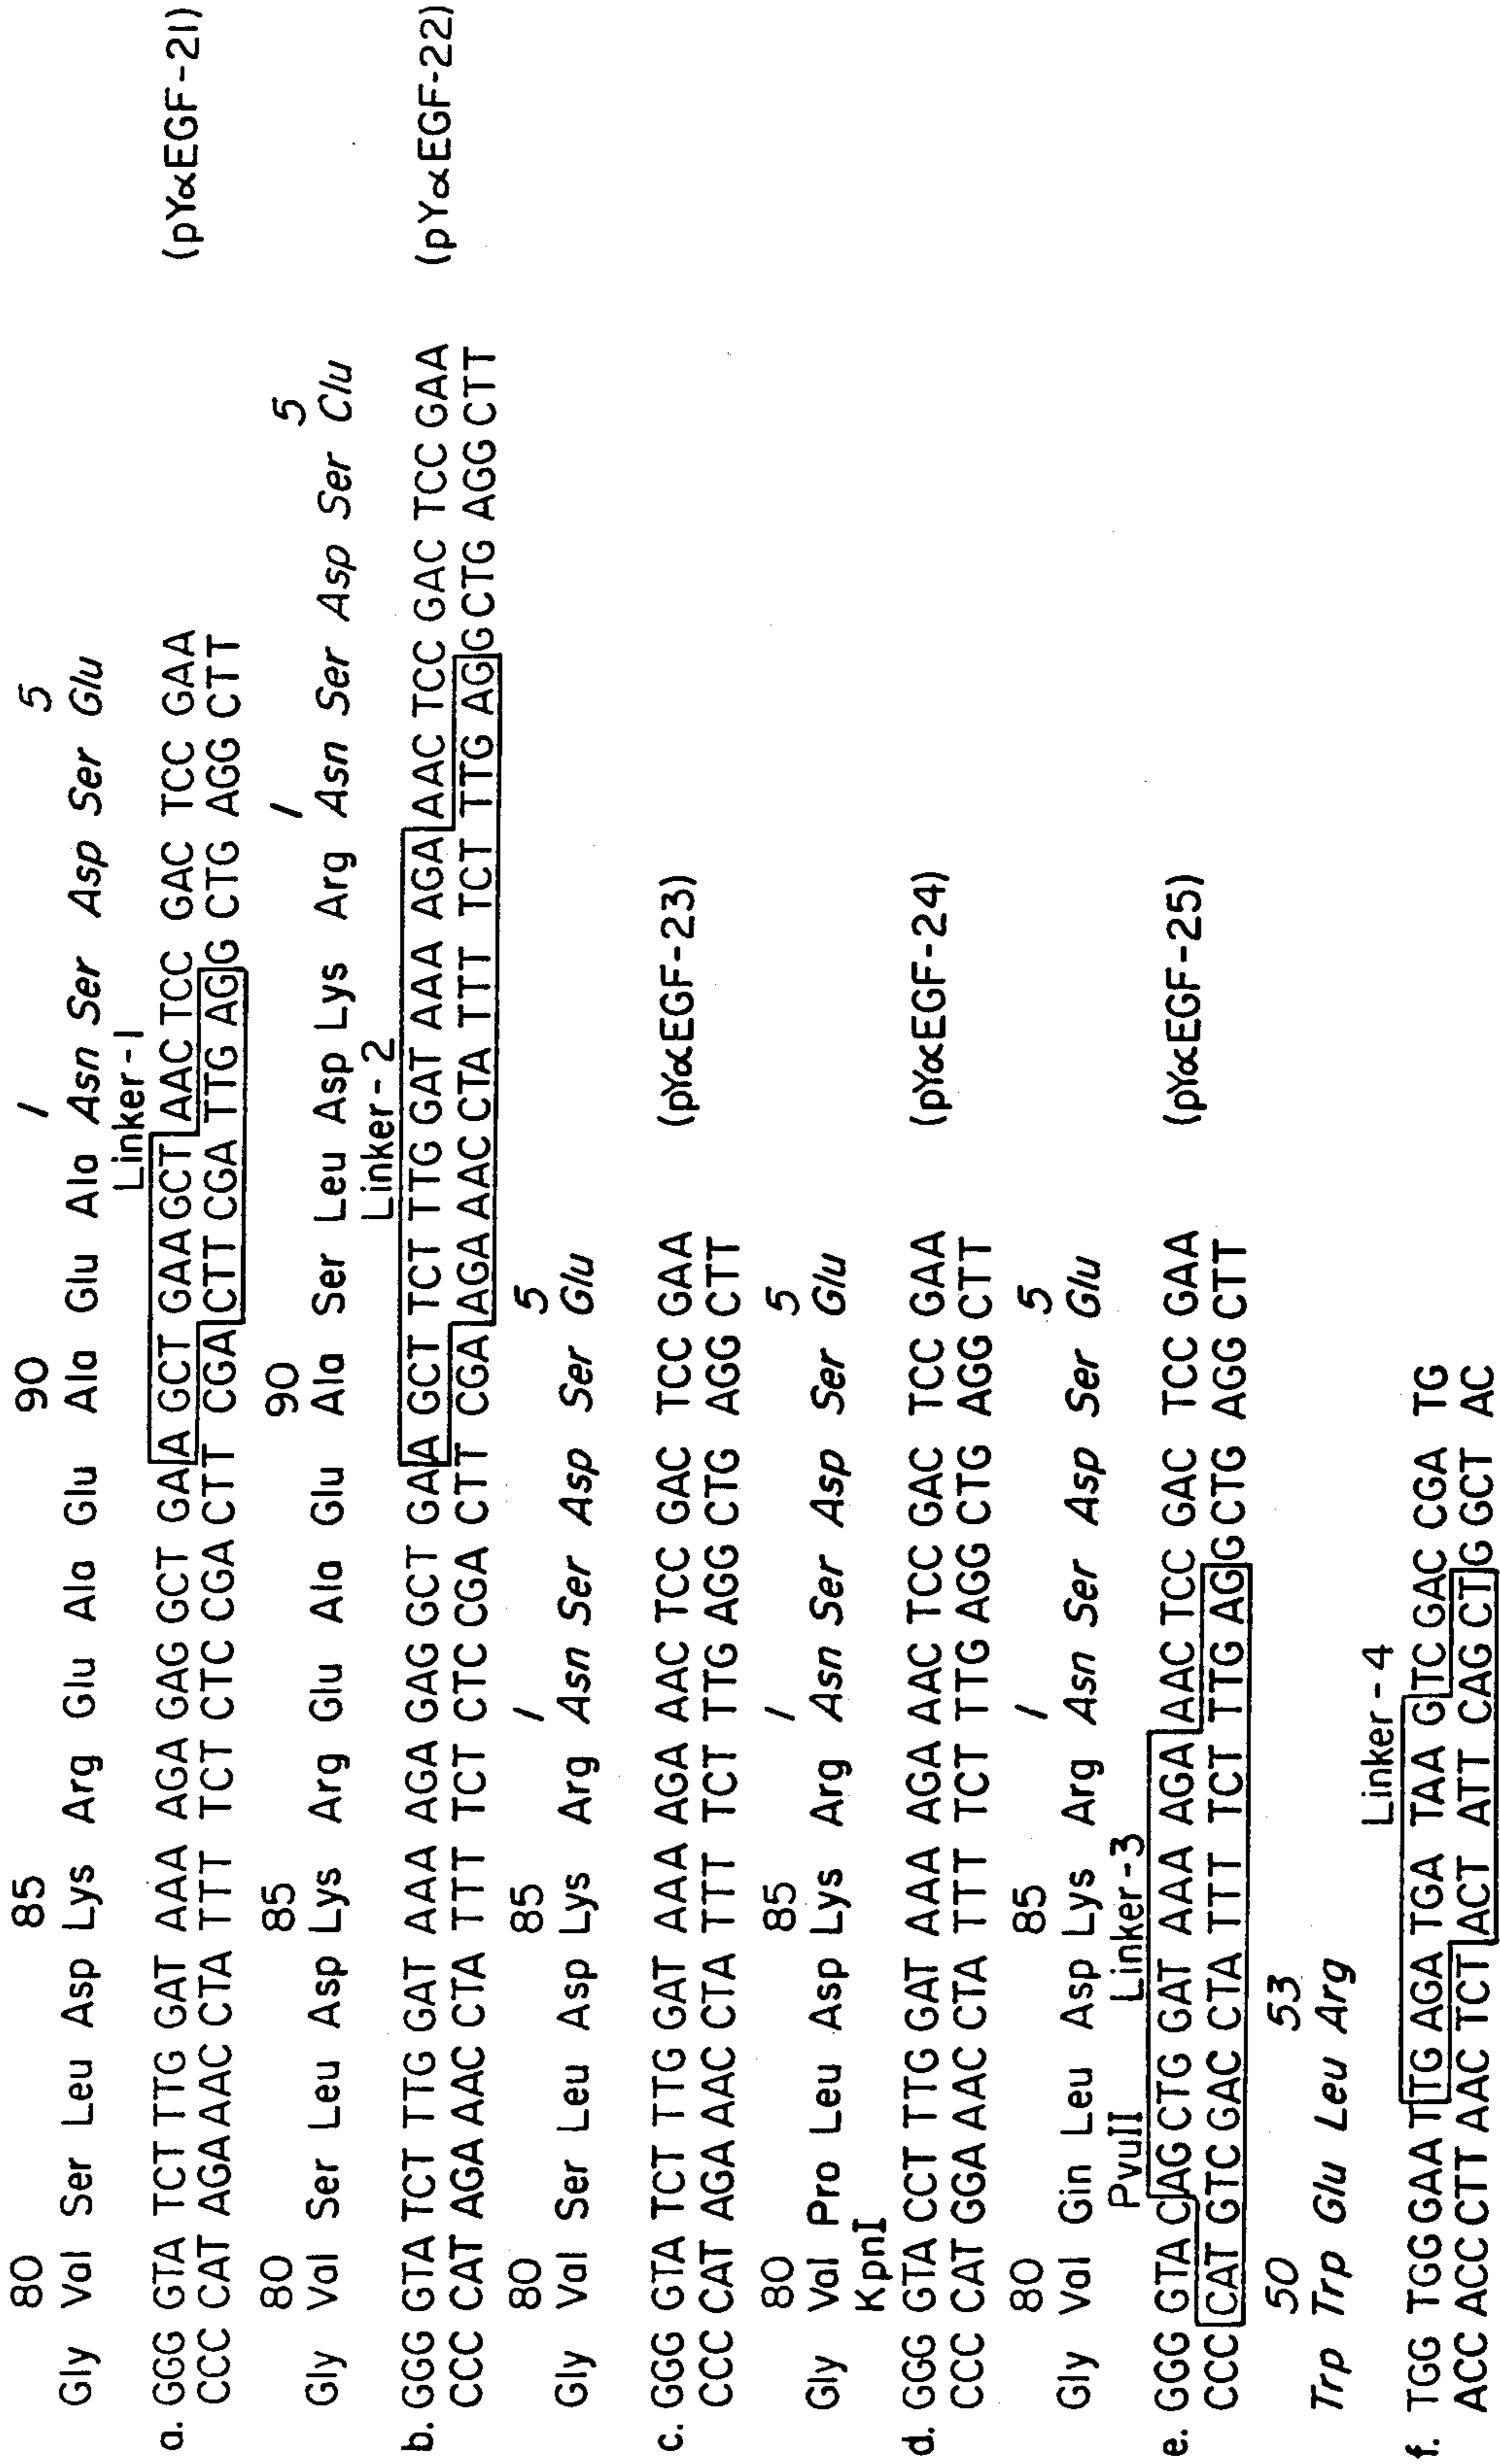 80 85 90 1 5
Gly Val Ser Leu Asp Lys Arg Glu Ala Glu Ala Glu Ala Asn Ser Asp Ser Glu
Linker-1
a. GGG GTA TCT TTG GAT AAA AGA GAG GCT GAA GCT GAAGCT AAC TCC GAC TCC GAA (pYαEGF-21)
CCC CAT AGA AAC CTA TTT TCT CTC CGA CTT CGA CTT CGA TTG AGG CTG AGG CTT
80 85 90 1 5
Gly Val Ser Leu Asp Lys Arg Glu Ala Glu Ala Ser Leu Asp Lys Arg Asn Ser Asp Ser Clu
Linker-2
b. GGG GTA TCT TTG GAT AAA AGA GAG GCT GAA GCT TCT TTG GAT AAA AGA AAC TCC GAC TCC GAA (pYαEGF-22)
CCC CAT AGA AAC CTA TTT TCT CTC CGA CTT CGA AGA AAC CTA TTT TCT TTG AGG CTG AGG CTT
80 85 1 5
Gly Val Ser Leu Asp Lys Arg Asn Ser Asp Ser Glu
c. GGG GTA TCT TTG GAT AAA AGA AAC TCC GAC TCC GAA (pYαEGF-23)
CCC CAT AGA AAC CTA TTT TCT TTG AGG CTG AGG CTT
80 85 1 5
Gly Val Pro Leu Asp Lys Arg Asn Ser Asp Ser Glu
KpnI
d. GGG GTA CCT TTG GAT AAA AGA AAC TCC GAC TCC GAA (pYαEGF-24)
CCC CAT GGA AAC CTA TTT TCT TTG AGG CTG AGG CTT
80 85 1 5
Gly Val Gin Leu Asp Lys Arg Asn Ser Asp Ser Glu
PvuII Linker-3
e. GGG GTA CAG CTG GAT AAA AGA AAC TCC GAC TCC GAA (pYαEGF-25)
CCC CAT GTC GAC CTA TTT TCT TTG AGG CTG AGG CTT
50 53
Trp Trp Glu Leu Arg
Linker-4
f. TGG TGG GAA TTG AGA TGA TAA GTC GAC CGA TG
ACC ACC CTT AAC TCT ACT ATT CAG CTG GCT AC